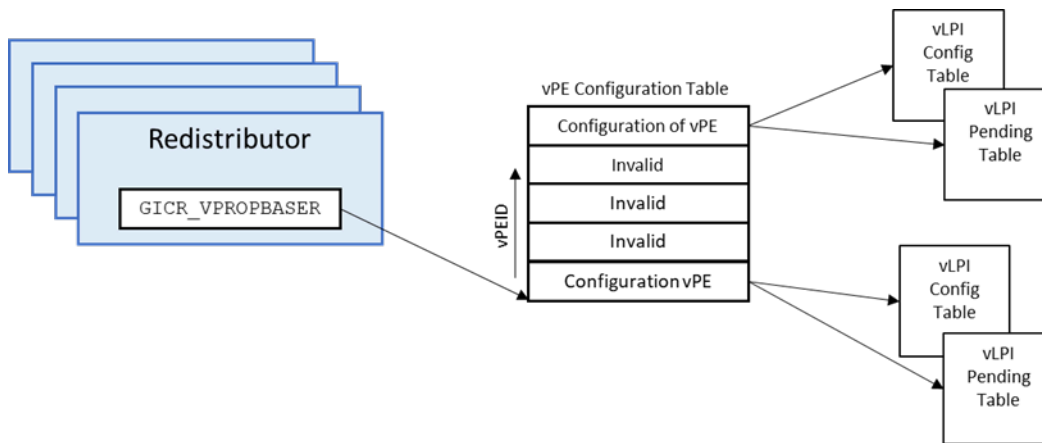 Redistributor
GICR_VPROPBASER
vPE Configuration Table
Configuration of vPE
Invalid
Invalid
Invalid
Configuration vPE
vPEID
vLPI
Config
Table
vLPI
Pending
Table
vLPI
Config
Table
vLPI
Pending
Table